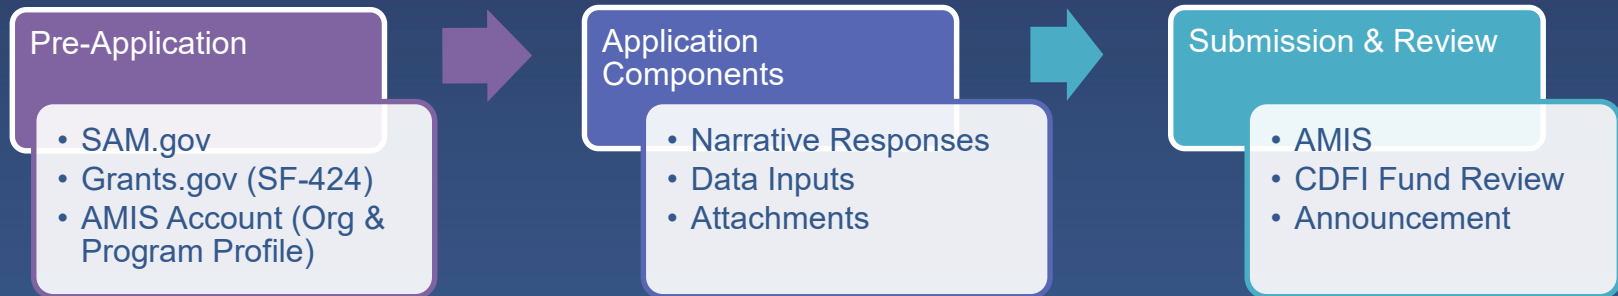 Pre-Application
• SAM.gov
• Grants.gov (SF-424)
• AMIS Account (Org &
Program Profile)
Application
Components
• Narrative Responses
• Data Inputs
• Attachments
Submission & Review
• AMIS
• CDFI Fund Review
• Announcement